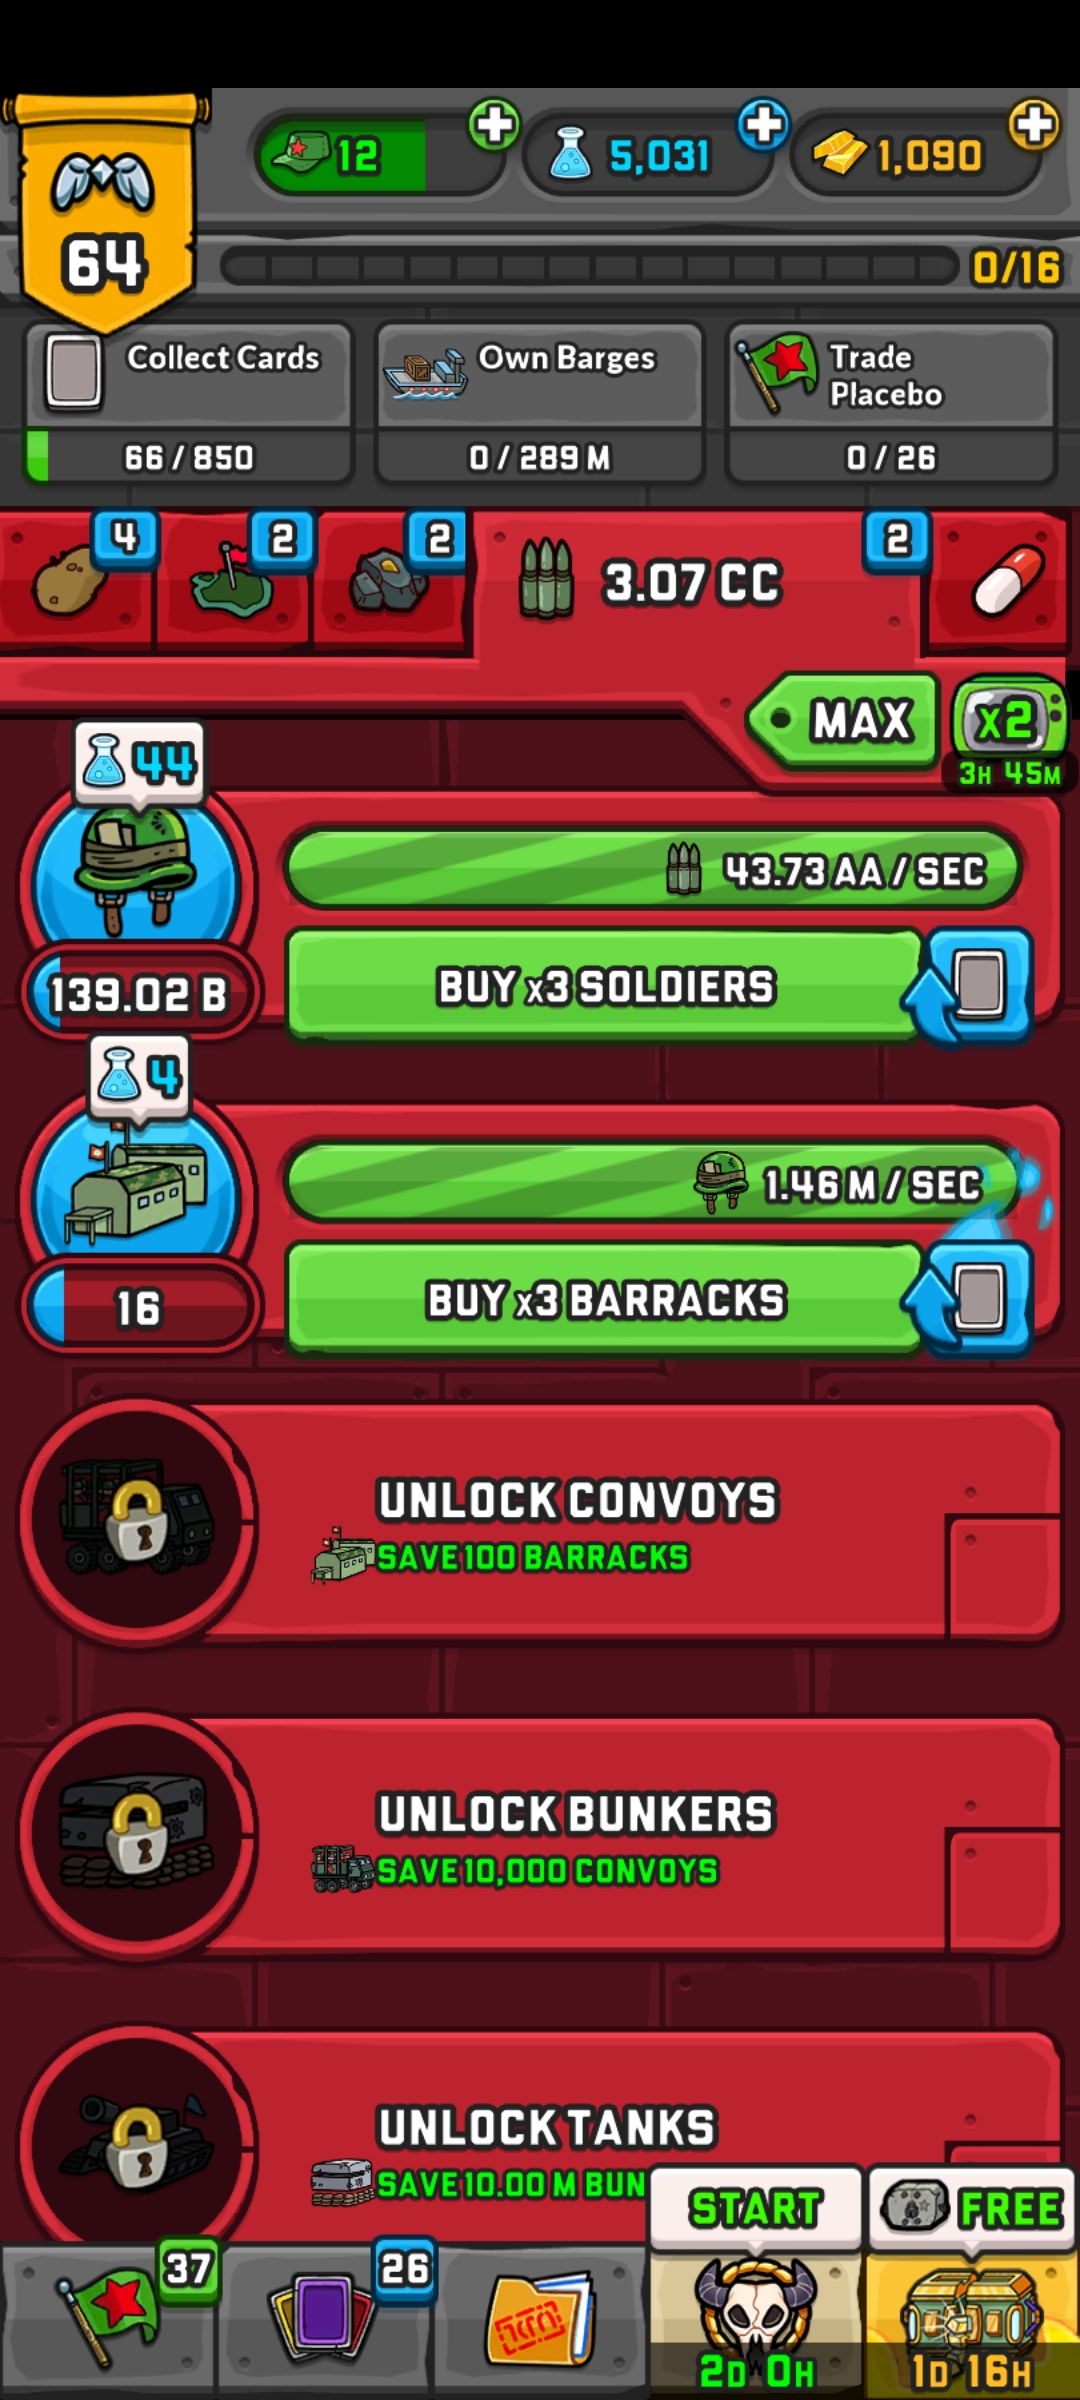 12
5,031
1,090
64
0/16
Collect Cards
66 / 850
Own Barges
0 / 289 M
Trade
Placebo
0 / 26
4
2
2
3.07 CC
2
MAX
x2
3H 45M
44
43.73 AA / SEC
139.02 B
BUY x3 SOLDIERS
4
1.46 M / SEC
16
BUY x3 BARRACKS
UNLOCK CONVOYS
SAVE 100 BARRACKS
UNLOCK BUNKERS
SAVE 10,000 CONVOYS
UNLOCK TANKS
SAVE 10.00 M BUN
START
FREE
37
26
2D 0H
1D 16H